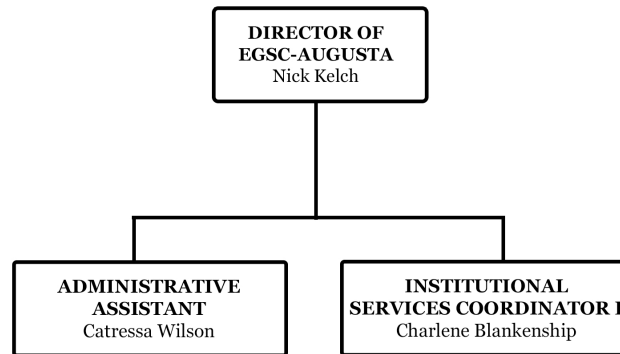 DIRECTOR OF
EGSC-AUGUSTA
Nick Kelch
ADMINISTRATIVE
ASSISTANT
Catressa Wilson
INSTITUTIONAL
SERVICES COORDINATOR I
Charlene Blankenship